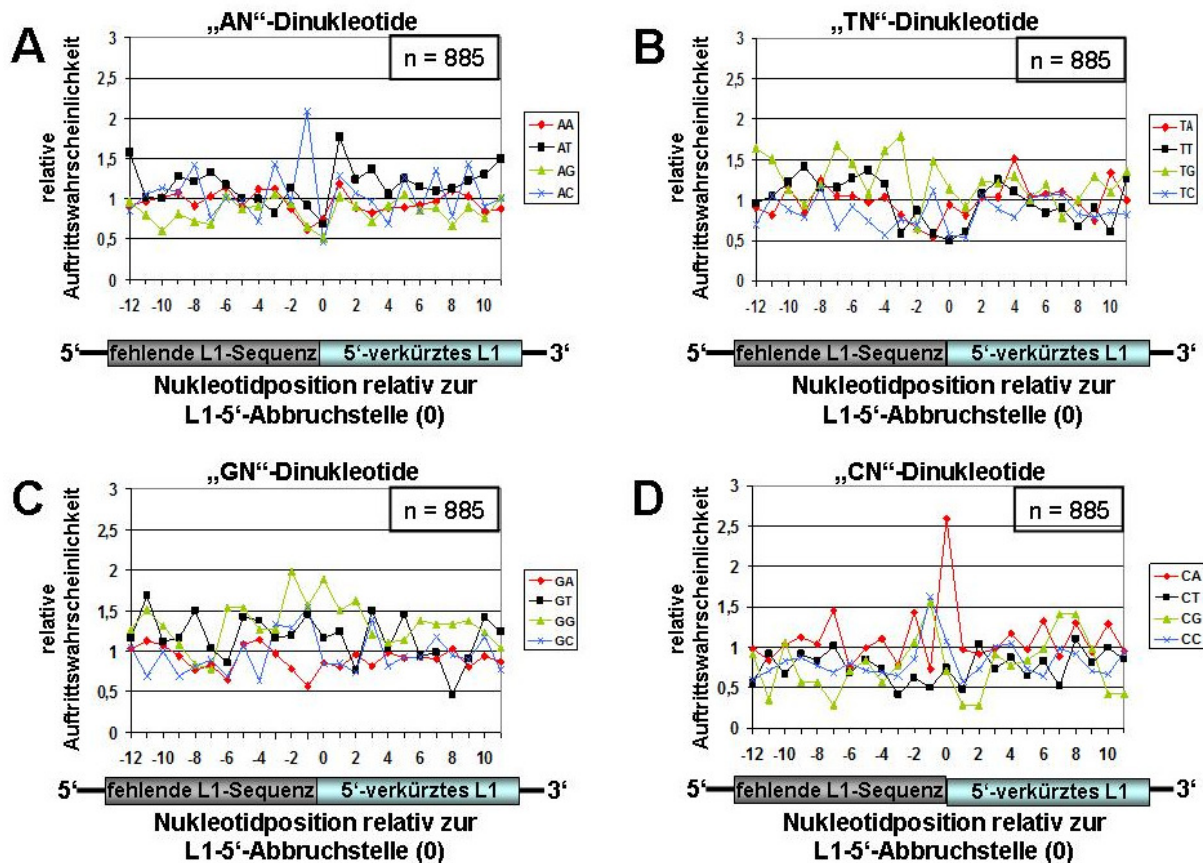 A
„AN“-Dinukleotide
n = 885
relative
Auftrittswahrscheinlichkeit
3
2,5
2
1,5
1
0,5
0
-12 -10 -8 -6 -4 -2 0 2 4 6 8 10
AA
AT
AG
AC
5‘ fehlende L1-Sequenz 5‘-verkürztes L1 3‘
Nukleotidposition relativ zur
L1-5‘-Abbruchstelle (0)
B
„TN“-Dinukleotide
n = 885
relative
Auftrittswahrscheinlichkeit
3
2,5
2
1,5
1
0,5
0
-12 -10 -8 -6 -4 -2 0 2 4 6 8 10
TA
TT
TG
TC
5‘ fehlende L1-Sequenz 5‘-verkürztes L1 3‘
Nukleotidposition relativ zur
L1-5‘-Abbruchstelle (0)
C
„GN“-Dinukleotide
n = 885
relative
Auftrittswahrscheinlichkeit
3
2,5
2
1,5
1
0,5
0
-12 -10 -8 -6 -4 -2 0 2 4 6 8 10
GA
GT
GG
GC
5‘ fehlende L1-Sequenz 5‘-verkürztes L1 3‘
Nukleotidposition relativ zur
L1-5‘-Abbruchstelle (0)
D
„CN“-Dinukleotide
n = 885
relative
Auftrittswahrscheinlichkeit
3
2,5
2
1,5
1
0,5
0
-12 -10 -8 -6 -4 -2 0 2 4 6 8 10
CA
CT
CG
CC
5‘ fehlende L1-Sequenz 5‘-verkürztes L1 3‘
Nukleotidposition relativ zur
L1-5‘-Abbruchstelle (0)